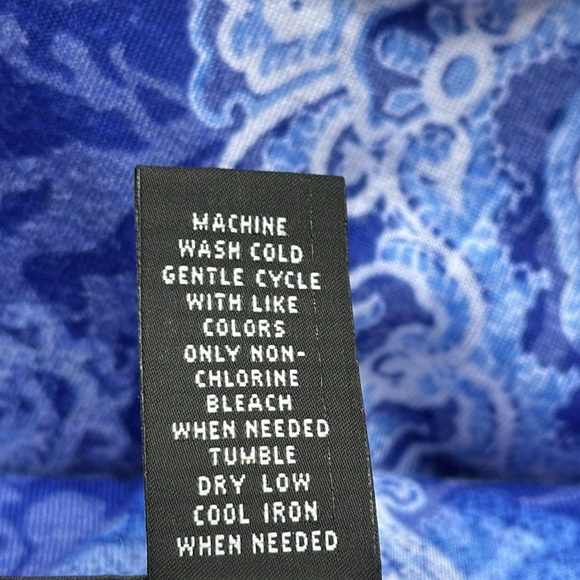 MACHINE
WASH COLD
GENTLE CYCLE
WITH LIKE
COLORS
ONLY NON-
CHLORINE
BLEACH
WHEN NEEDED
TUMBLE
DRY LOW
COOL IRON
WHEN NEEDED